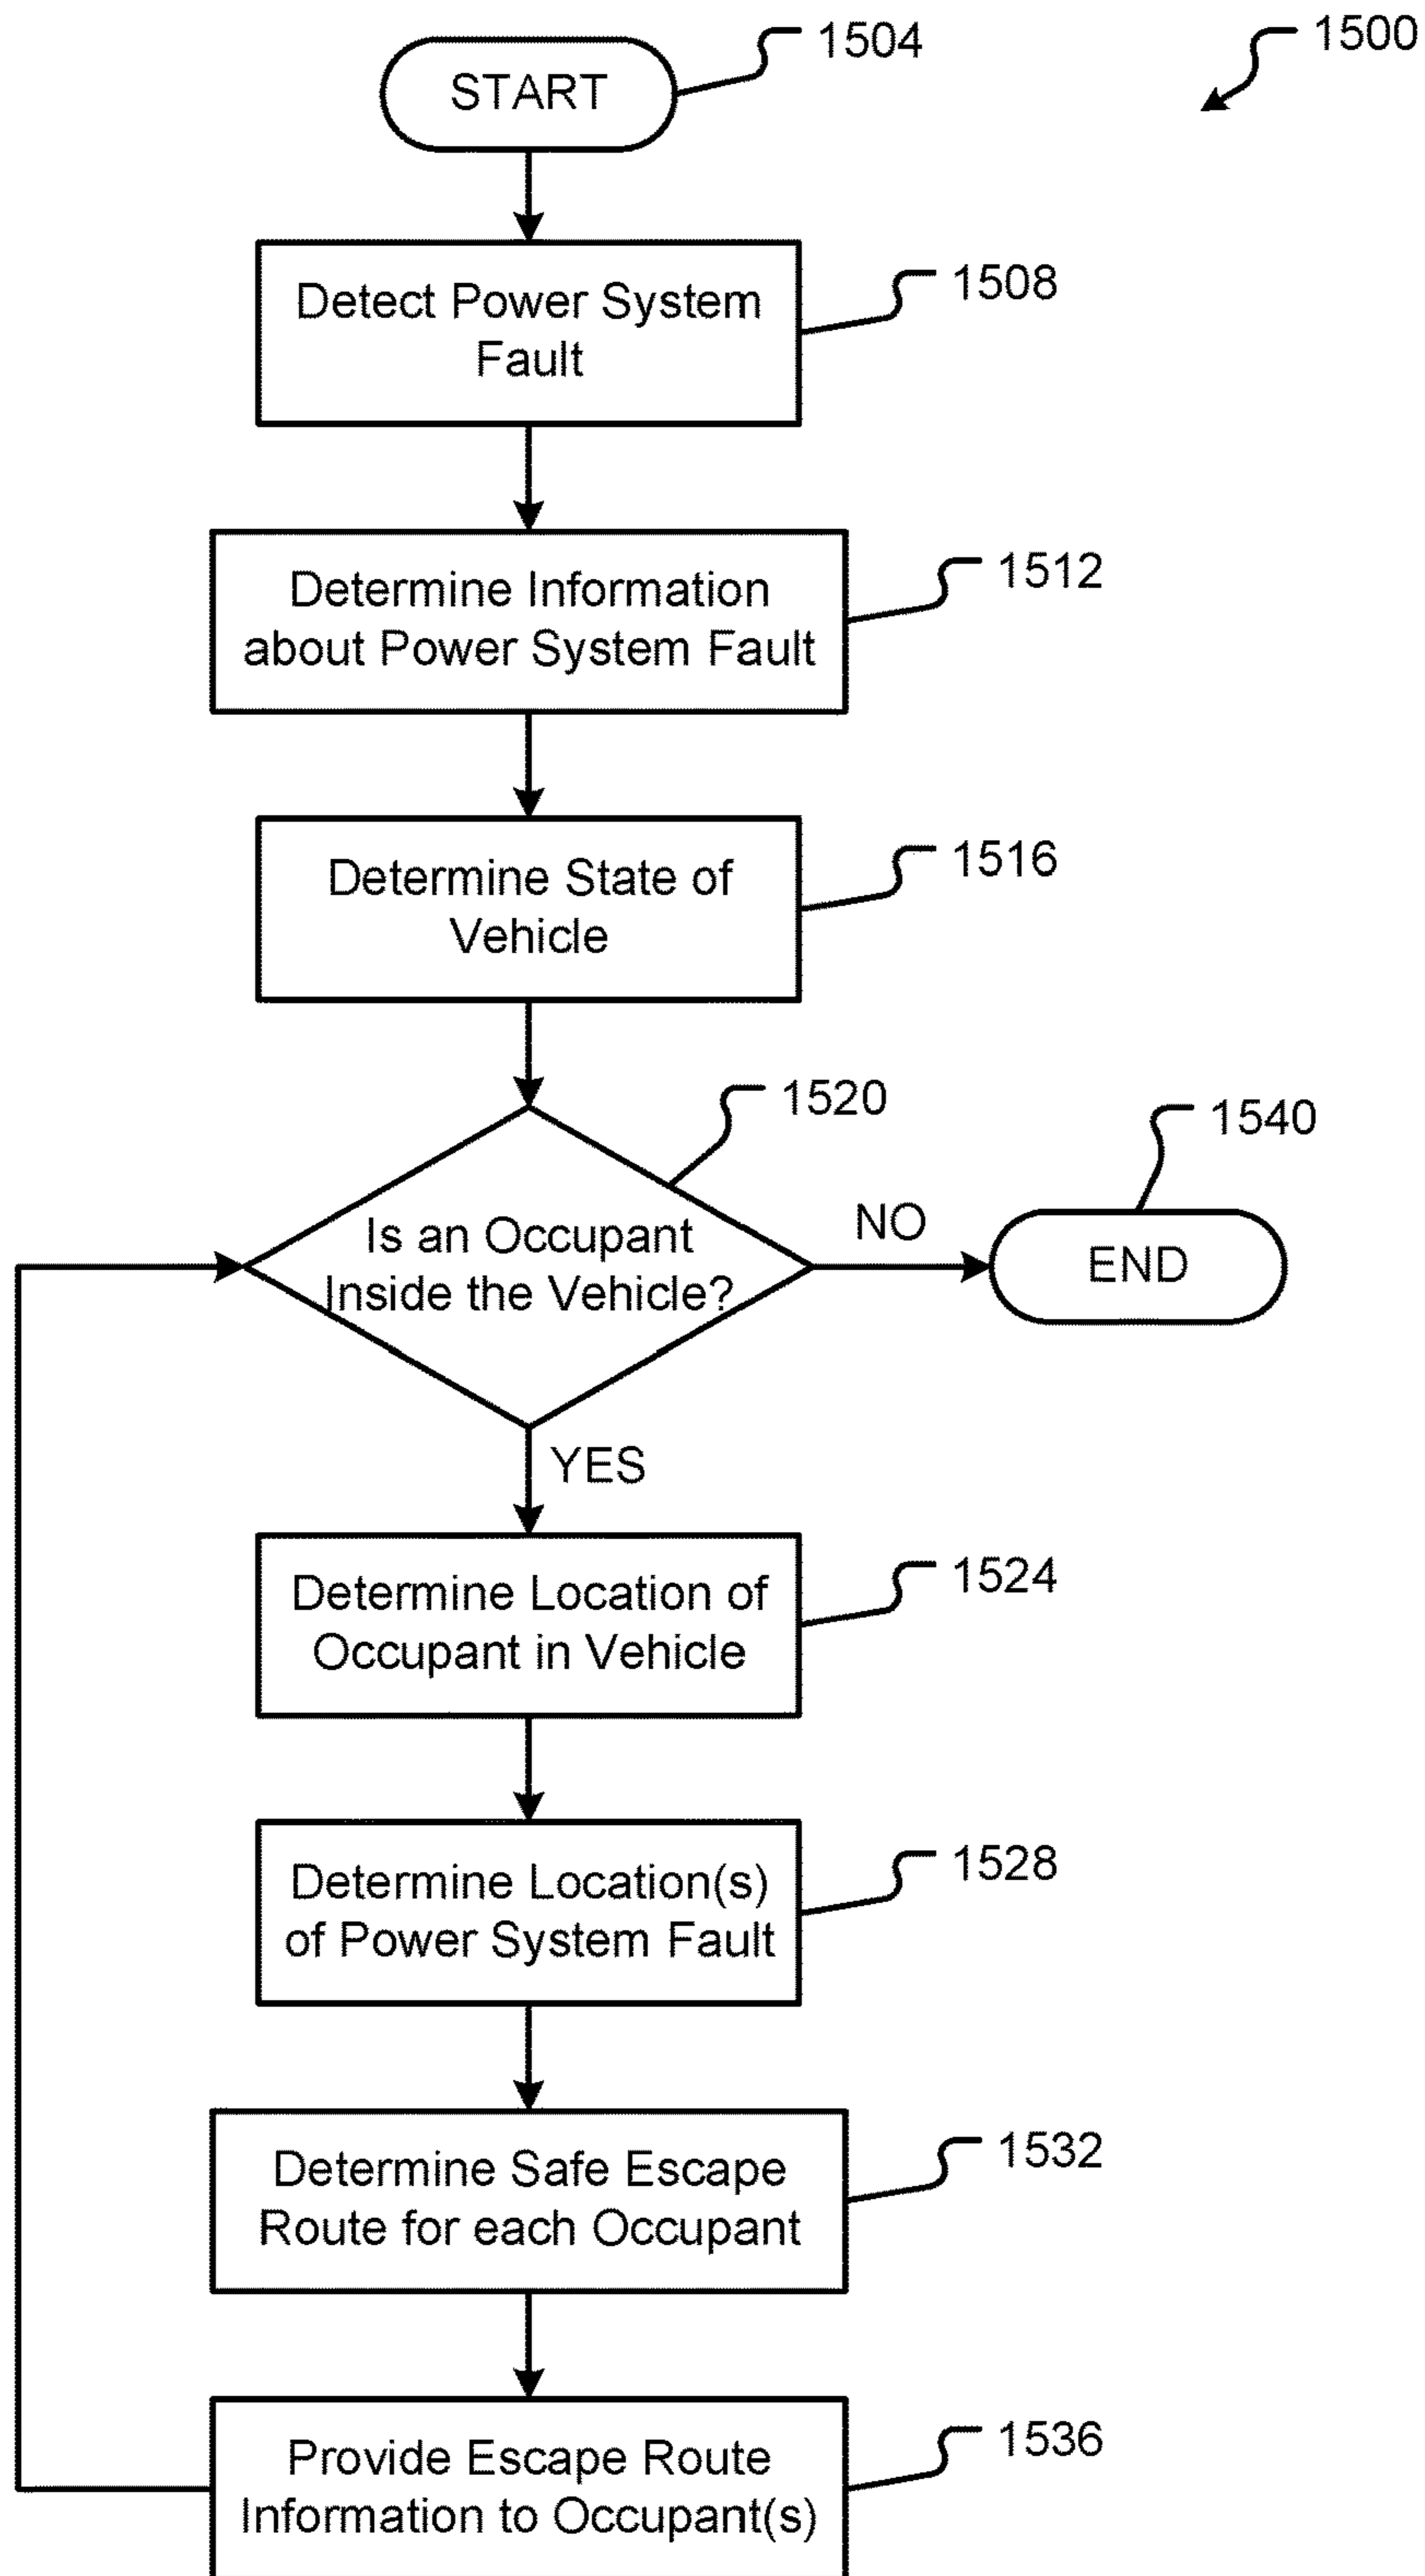 1504
1500
START
1508
Detect Power System
Fault
1512
Determine Information
about Power System Fault
1516
Determine State of
Vehicle
1520
1540
NO
Is an Occupant
Inside the Vehicle?
END
YES
1524
Determine Location of
Occupant in Vehicle
1528
Determine Location(s)
of Power System Fault
1532
Determine Safe Escape
Route for each Occupant
1536
Provide Escape Route
Information to Occupant(s)